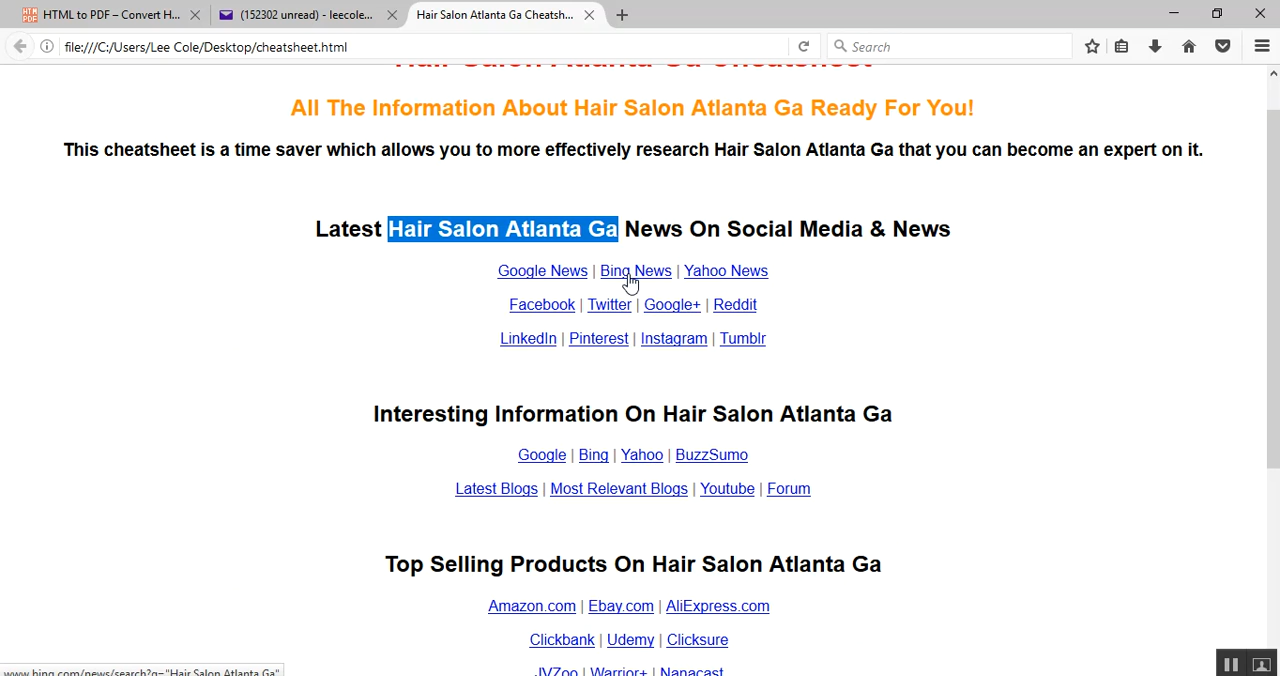 HTML to PDF – Convert H...
(152302 unread) - leecole...
Hair Salon Atlanta Ga Cheatsh...
file:///C:/Users/Lee Cole/Desktop/cheatsheet.html
Search
Hair Salon Atlanta Ga Cheatsheet
All The Information About Hair Salon Atlanta Ga Ready For You!
This cheatsheet is a time saver which allows you to more effectively research Hair Salon Atlanta Ga that you can become an expert on it.
Latest Hair Salon Atlanta Ga News On Social Media & News
Google News | Bing News | Yahoo News
Facebook | Twitter | Google+ | Reddit
LinkedIn | Pinterest | Instagram | Tumblr
Interesting Information On Hair Salon Atlanta Ga
Google | Bing | Yahoo | BuzzSumo
Latest Blogs | Most Relevant Blogs | Youtube | Forum
Top Selling Products On Hair Salon Atlanta Ga
Amazon.com | Ebay.com | AliExpress.com
Clickbank | Udemy | Clicksure
JVZoo | Warrior+ | Nanacast
www.bing.com/news/search?q="Hair Salon Atlanta Ga"